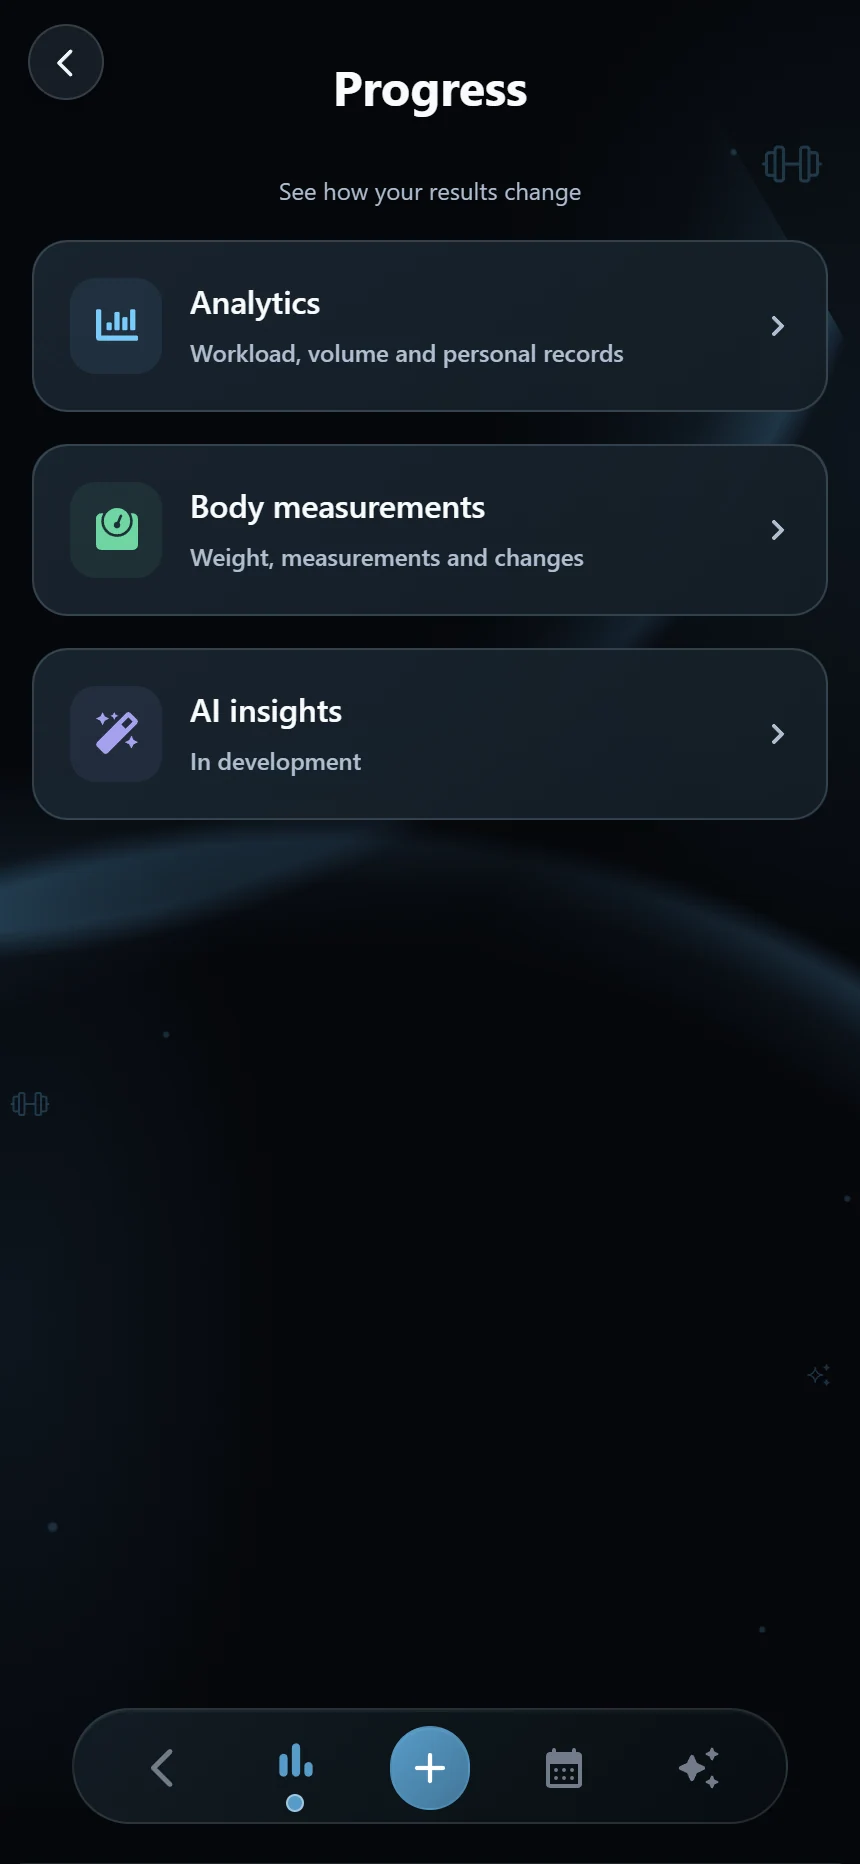 Progress
See how your results change
Analytics
Workload, volume and personal records
Body measurements
Weight, measurements and changes
AI insights
In development